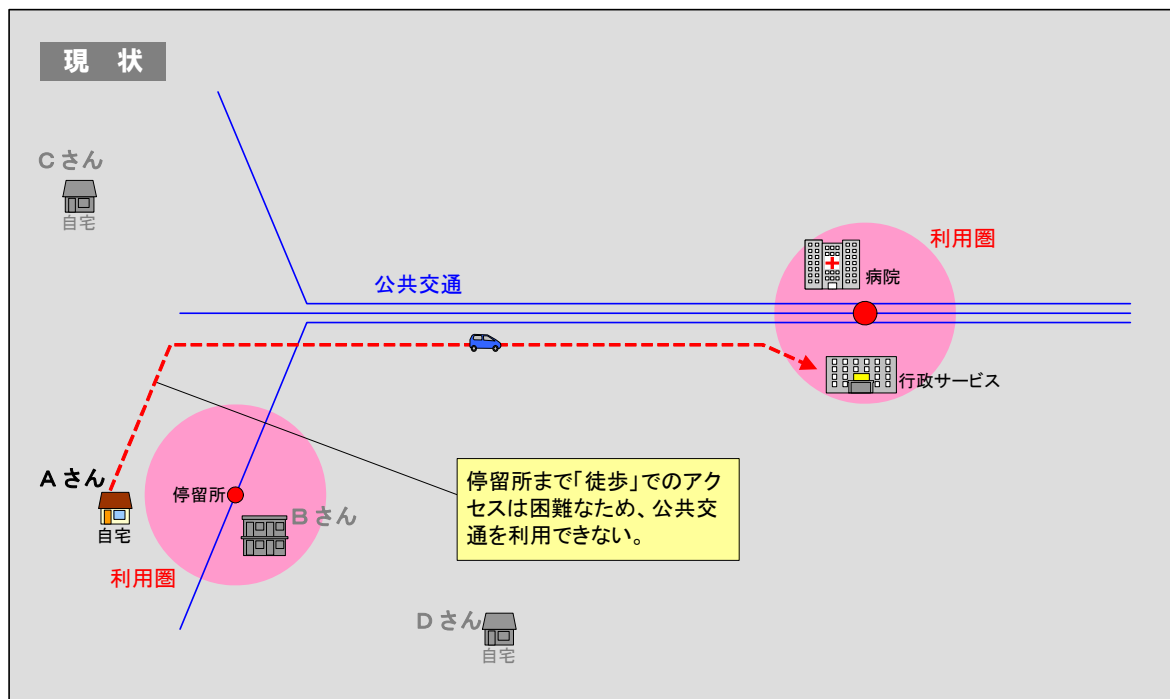 現 状
Cさん
自宅
利用圏
病院
公共交通
行政サービス
Aさん
自宅
停留所
Bさん
利用圏
停留所まで「徒歩」でのアク
セスは困難なため、公共交
通を利用できない。
Dさん
自宅